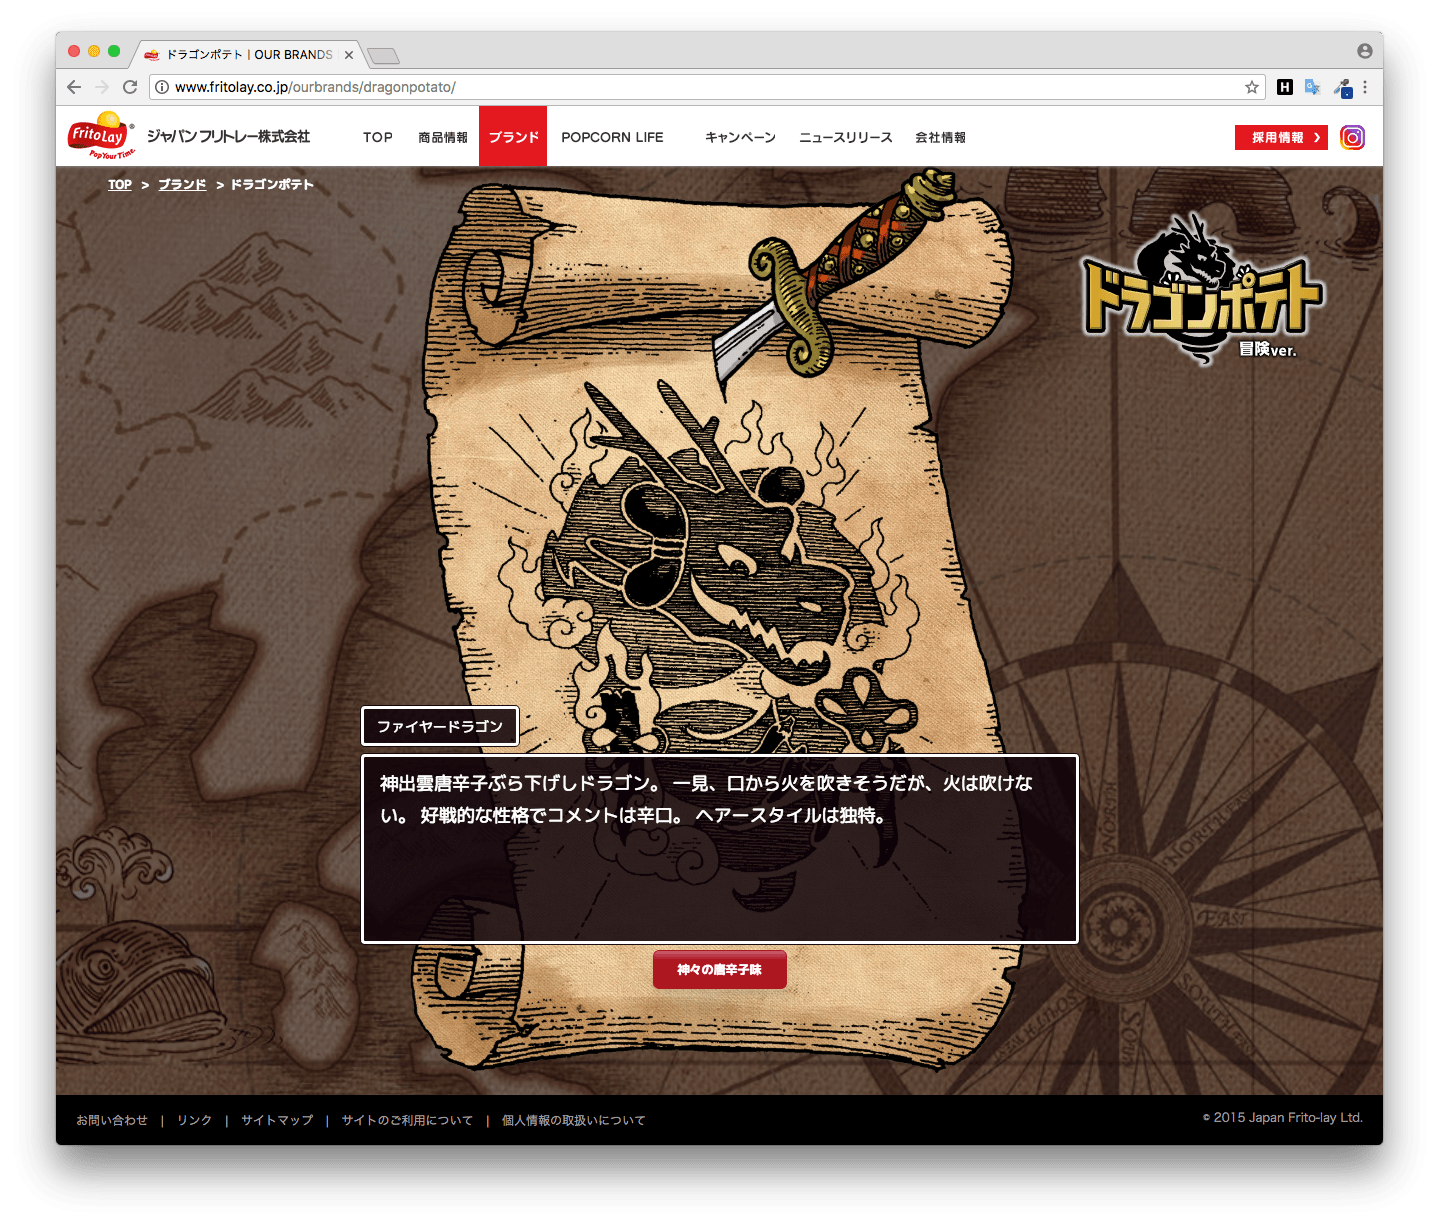 ドラゴンポテト | OUR BRANDS
www.fritolay.co.jp/ourbrands/dragonpotato/
FritoLay
Pop Your Time.
ジャパン フリトレー株式会社
TOP 商品情報 ブランド POPCORN LIFE キャンペーン ニュースリリース 会社情報
採用情報
TOP > ブランド > ドラゴンポテト
ドラゴンポテト
冒険ver.
ファイヤードラゴン
神出雲唐辛子ぶら下げしドラゴン。 一見、口から火を吹きそうだが、火は吹けな
い。 好戦的な性格でコメントは辛口。 ヘアースタイルは独特。
神々の唐辛子味
お問い合わせ | リンク | サイトマップ | サイトのご利用について | 個人情報の取扱いについて
© 2015 Japan Frito-lay Ltd.